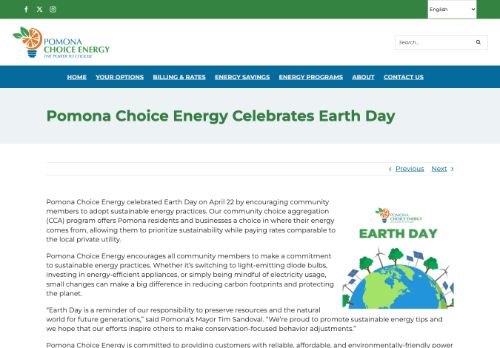 English
POMONA
CHOICE ENERGY
THE POWER TO CHOOSE
Search...
HOME YOUR OPTIONS BILLING & RATES ENERGY SAVINGS ENERGY PROGRAMS ABOUT CONTACT US
Pomona Choice Energy Celebrates Earth Day
Previous Next
Pomona Choice Energy celebrated Earth Day on April 22 by encouraging community
members to adopt sustainable energy practices. Our community choice aggregation
(CCA) program offers Pomona residents and businesses a choice in where their energy
comes from, allowing them to prioritize sustainability while paying rates comparable to
the local private utility.
Pomona Choice Energy encourages all community members to make a commitment
to sustainable energy practices. Whether it's switching to light-emitting diode bulbs,
investing in energy-efficient appliances, or simply being mindful of electricity usage,
small changes can make a big difference in reducing carbon footprints and protecting
the planet.
POMONA
CHOICE ENERGY
EARTH DAY
"Earth Day is a reminder of our responsibility to preserve resources and the natural
world for future generations," said Pomona's Mayor Tim Sandoval. "We're proud to promote sustainable energy tips and
we hope that our efforts inspire others to make conservation-focused behavior adjustments."
Pomona Choice Energy is committed to providing customers with reliable, affordable, and environmentally-friendly power